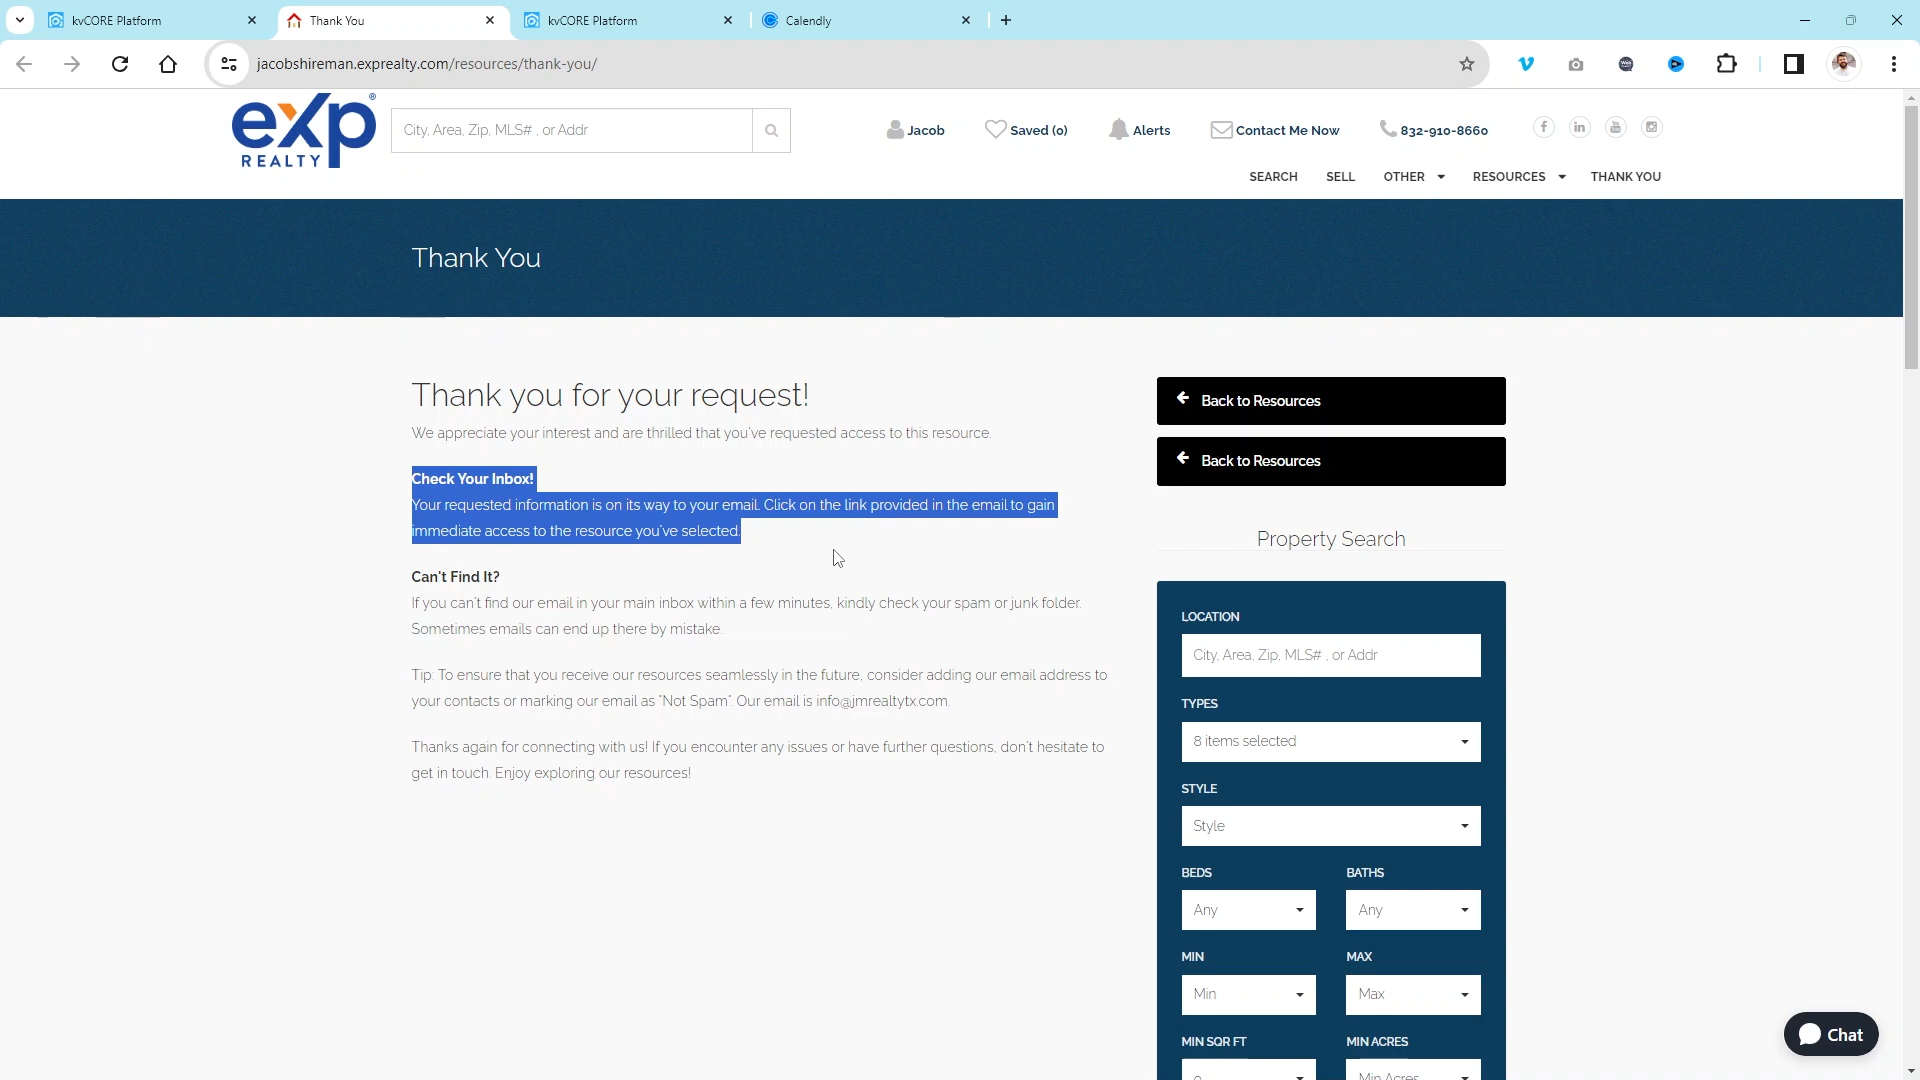 kvCORE Platform
Thank You
kvCORE Platform
Calendly
jacobshireman.exprealty.com/resources/thank-you/
eXp
REALTY
®
City, Area, Zip, MLS# , or Addr
Jacob
Saved (0)
Alerts
Contact Me Now
832-910-8660
SEARCH
SELL
OTHER
RESOURCES
THANK YOU
Thank You
Thank you for your request!
We appreciate your interest and are thrilled that you've requested access to this resource.
Check Your Inbox!
Your requested information is on its way to your email. Click on the link provided in the email to gain
immediate access to the resource you've selected.
Can't Find It?
If you can't find our email in your main inbox within a few minutes, kindly check your spam or junk folder.
Sometimes emails can end up there by mistake.
Tip: To ensure that you receive our resources seamlessly in the future, consider adding our email address to
your contacts or marking our email as "Not Spam". Our email is info@jmrealtytx.com.
Thanks again for connecting with us! If you encounter any issues or have further questions, don't hesitate to
get in touch. Enjoy exploring our resources!
Back to Resources
Back to Resources
Property Search
LOCATION
City, Area, Zip, MLS# , or Addr
TYPES
8 items selected
STYLE
Style
BEDS
BATHS
Any
Any
MIN
MAX
Min
Max
MIN SQR FT
MIN ACRES
0
Min Acres
Chat